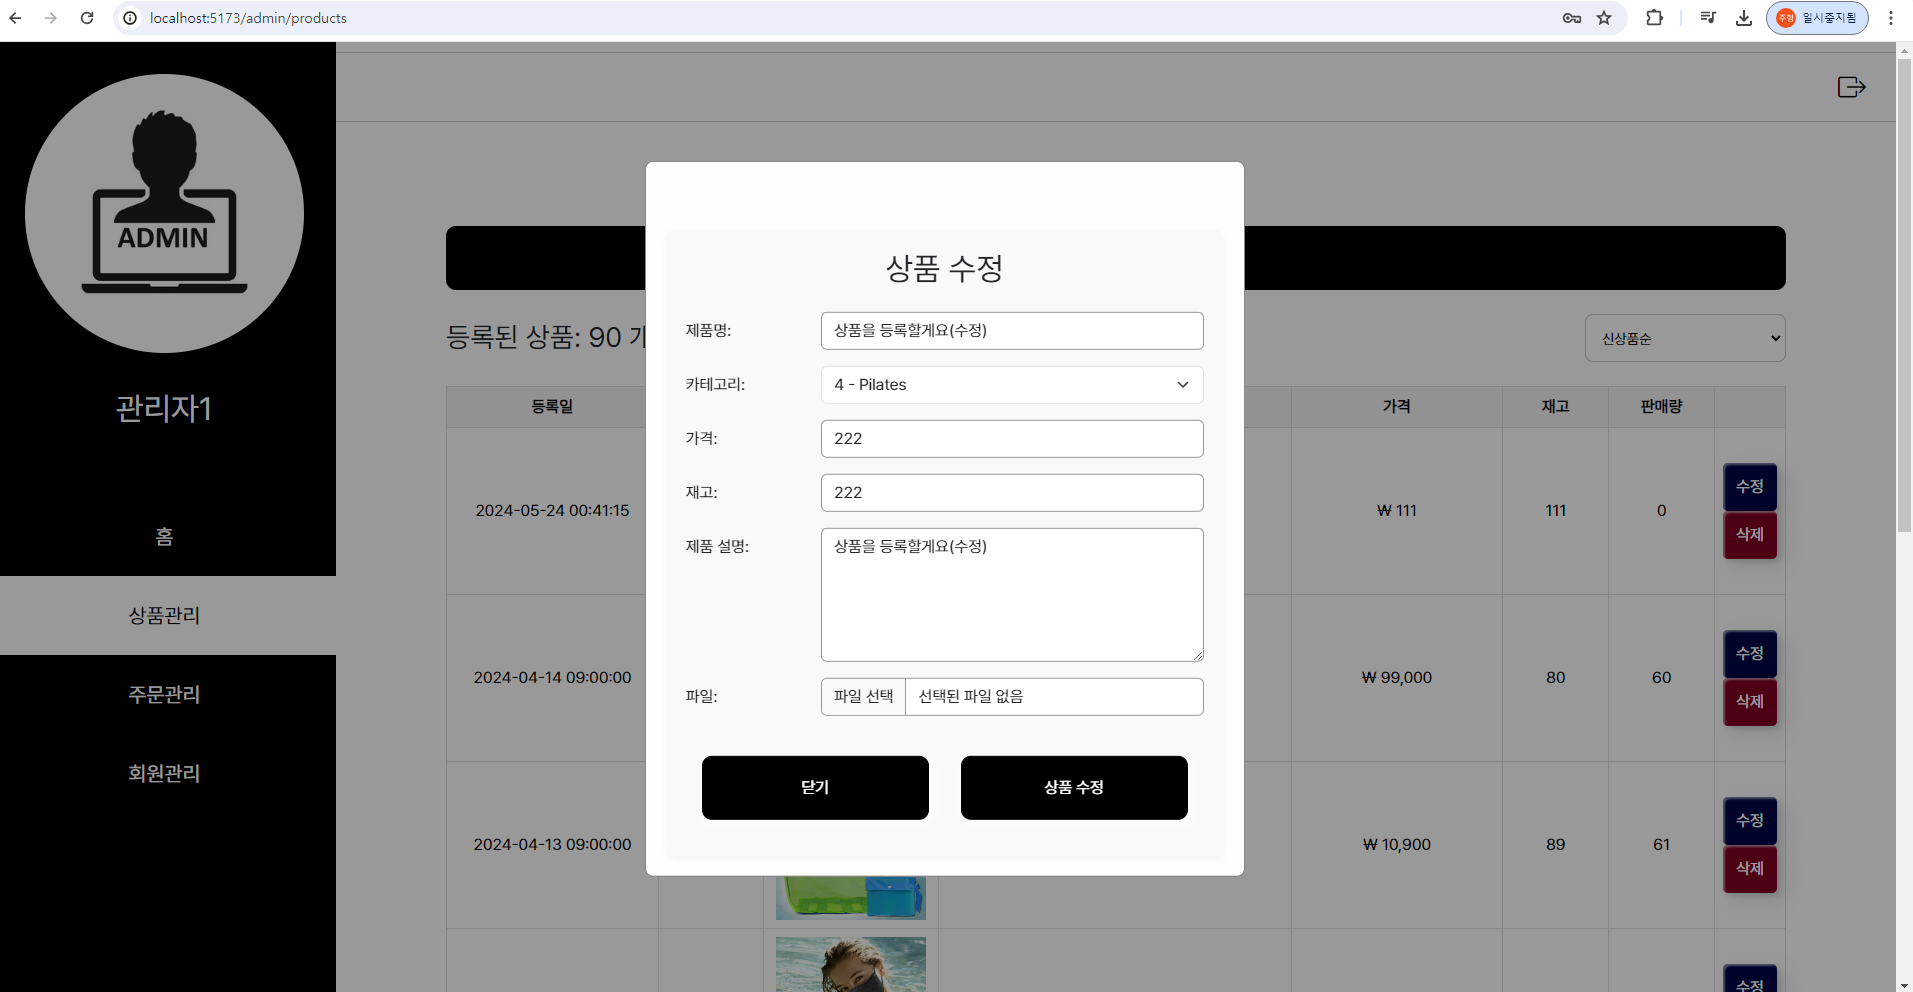 localhost:5173/admin/products
주형 일시중지됨
ADMIN
관리자1
홈
상품관리
주문관리
회원관리
등록된 상품: 90 개
신상품순
등록일 가격 재고 판매량
2024-05-24 00:41:15 ₩ 111 111 0 수정 삭제
2024-04-14 09:00:00 ₩ 99,000 80 60 수정 삭제
2024-04-13 09:00:00 ₩ 10,900 89 61 수정 삭제
수정
상품 수정
제품명: 상품을 등록할게요(수정)
카테고리: 4 - Pilates
가격: 222
재고: 222
제품 설명: 상품을 등록할게요(수정)
파일: 파일 선택 선택된 파일 없음
닫기 상품 수정